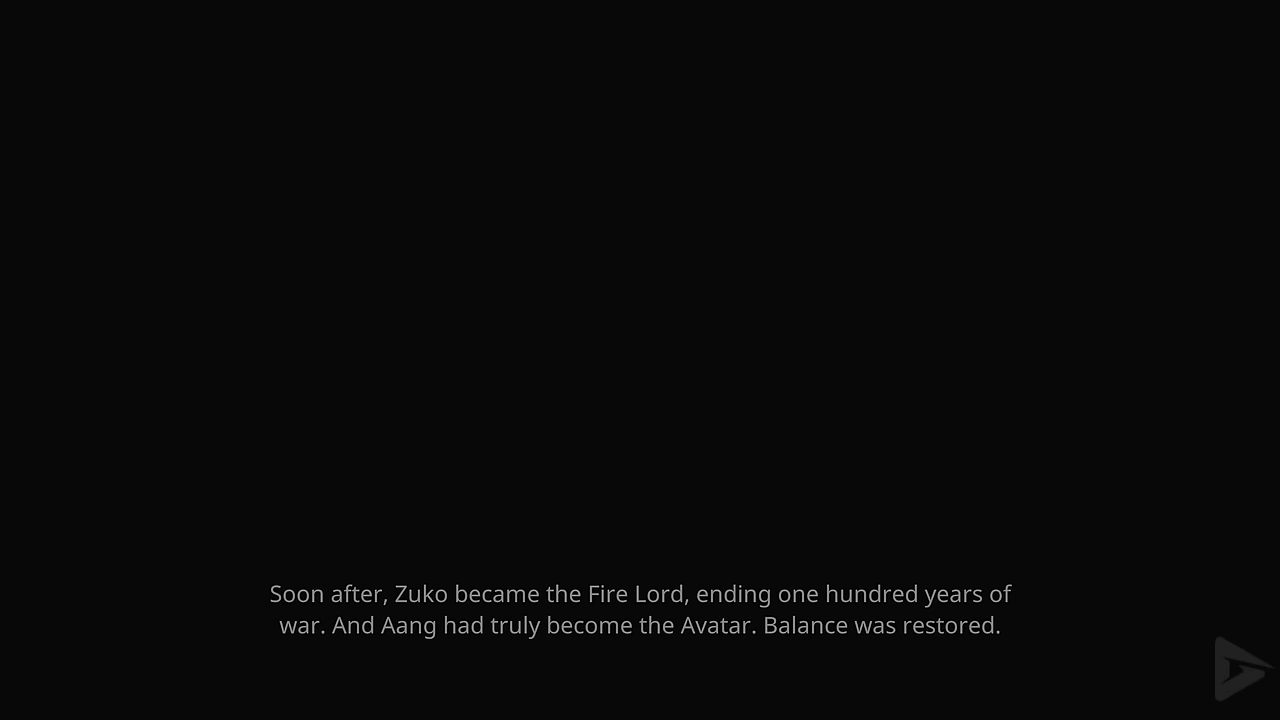 Soon after, Zuko became the Fire Lord, ending one hundred years of
war. And Aang had truly become the Avatar. Balance was restored.